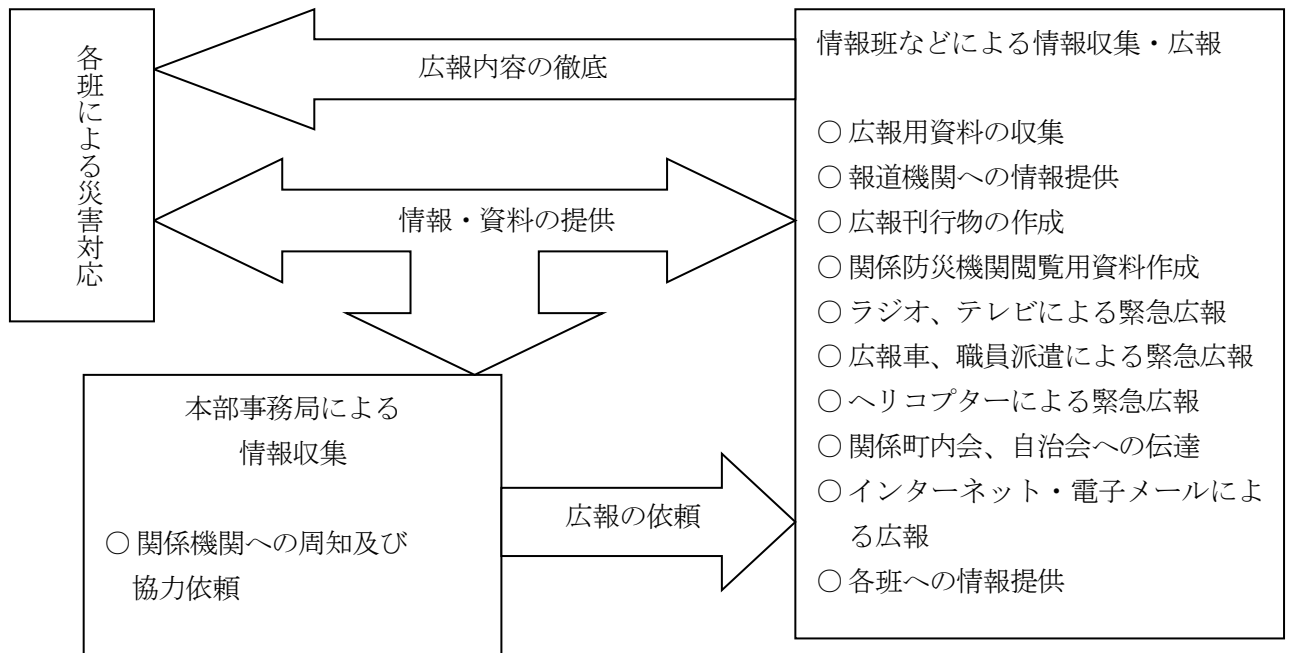 各班による災害対応
広報内容の徹底
情報・資料の提供
本部事務局による
情報収集
○ 関係機関への周知及び
協力依頼
広報の依頼
情報班などによる情報収集・広報
○ 広報用資料の収集
○ 報道機関への情報提供
○ 広報刊行物の作成
○ 関係防災機関閲覧用資料作成
○ ラジオ、テレビによる緊急広報
○ 広報車、職員派遣による緊急広報
○ ヘリコプターによる緊急広報
○ 関係町内会、自治会への伝達
○ インターネット・電子メールによ
る広報
○ 各班への情報提供